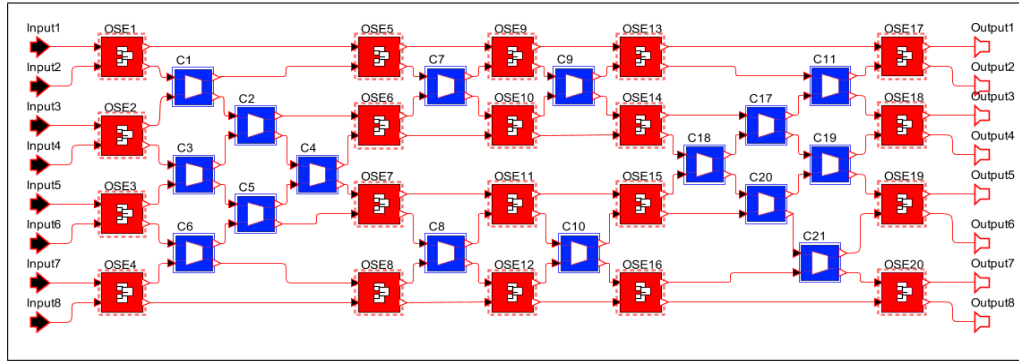 Input1
OSE1
OSE5
OSE9
OSE13
OSE17
Output1
Input2
C1
C7
C9
C11
Output2
Input3
OSE2
C2
OSE6
OSE10
OSE14
C17
OSE18
Output3
Input4
C3
C4
C18
C19
Output4
Input5
OSE3
C5
OSE7
OSE11
OSE15
C20
OSE19
Output5
Input6
C6
C8
C10
C21
Output6
Input7
OSE4
OSE8
OSE12
OSE16
OSE20
Output7
Input8
Output8